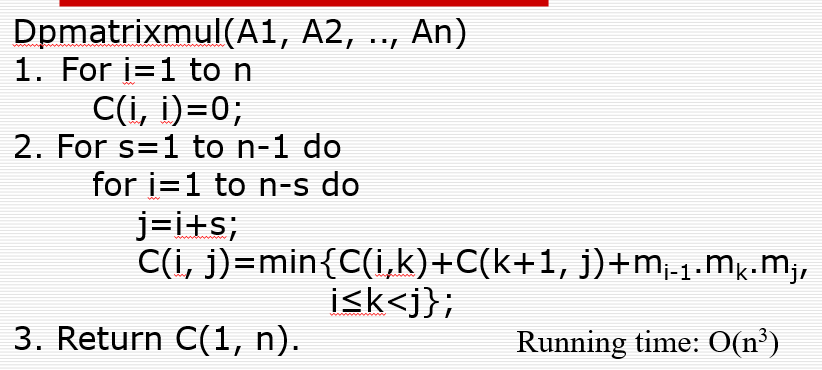 Dpmatrixmul(A1, A2, .., An)
1. For i=1 to n
C(i, i)=0;
2. For s=1 to n-1 do
for i=1 to n-s do
j=i+s;
C(i, j)=min{C(i,k)+C(k+1, j)+mᵢ₋₁.mₖ.mⱼ,
i≤k<j};
3. Return C(1, n).
Running time: O(n³)